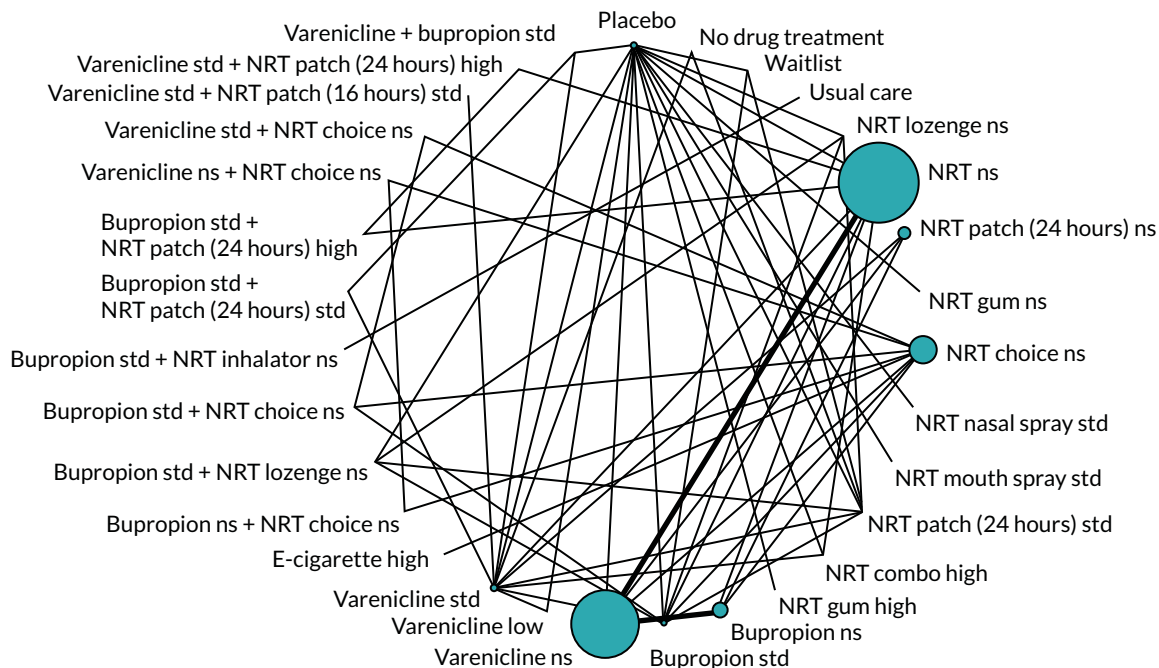 Placebo
No drug treatment
Waitlist
Usual care
NRT lozenge ns
NRT ns
NRT patch (24 hours) ns
NRT gum ns
NRT choice ns
NRT nasal spray std
NRT mouth spray std
NRT patch (24 hours) std
NRT combo high
NRT gum high
Bupropion ns
Bupropion std
Varenicline ns
Varenicline low
Varenicline std
E-cigarette high
Bupropion ns + NRT choice ns
Bupropion std + NRT lozenge ns
Bupropion std + NRT choice ns
Bupropion std + NRT inhalator ns
Bupropion std +
NRT patch (24 hours) std
Bupropion std +
NRT patch (24 hours) high
Varenicline ns + NRT choice ns
Varenicline std + NRT choice ns
Varenicline std + NRT patch (16 hours) std
Varenicline std + NRT patch (24 hours) high
Varenicline + bupropion std